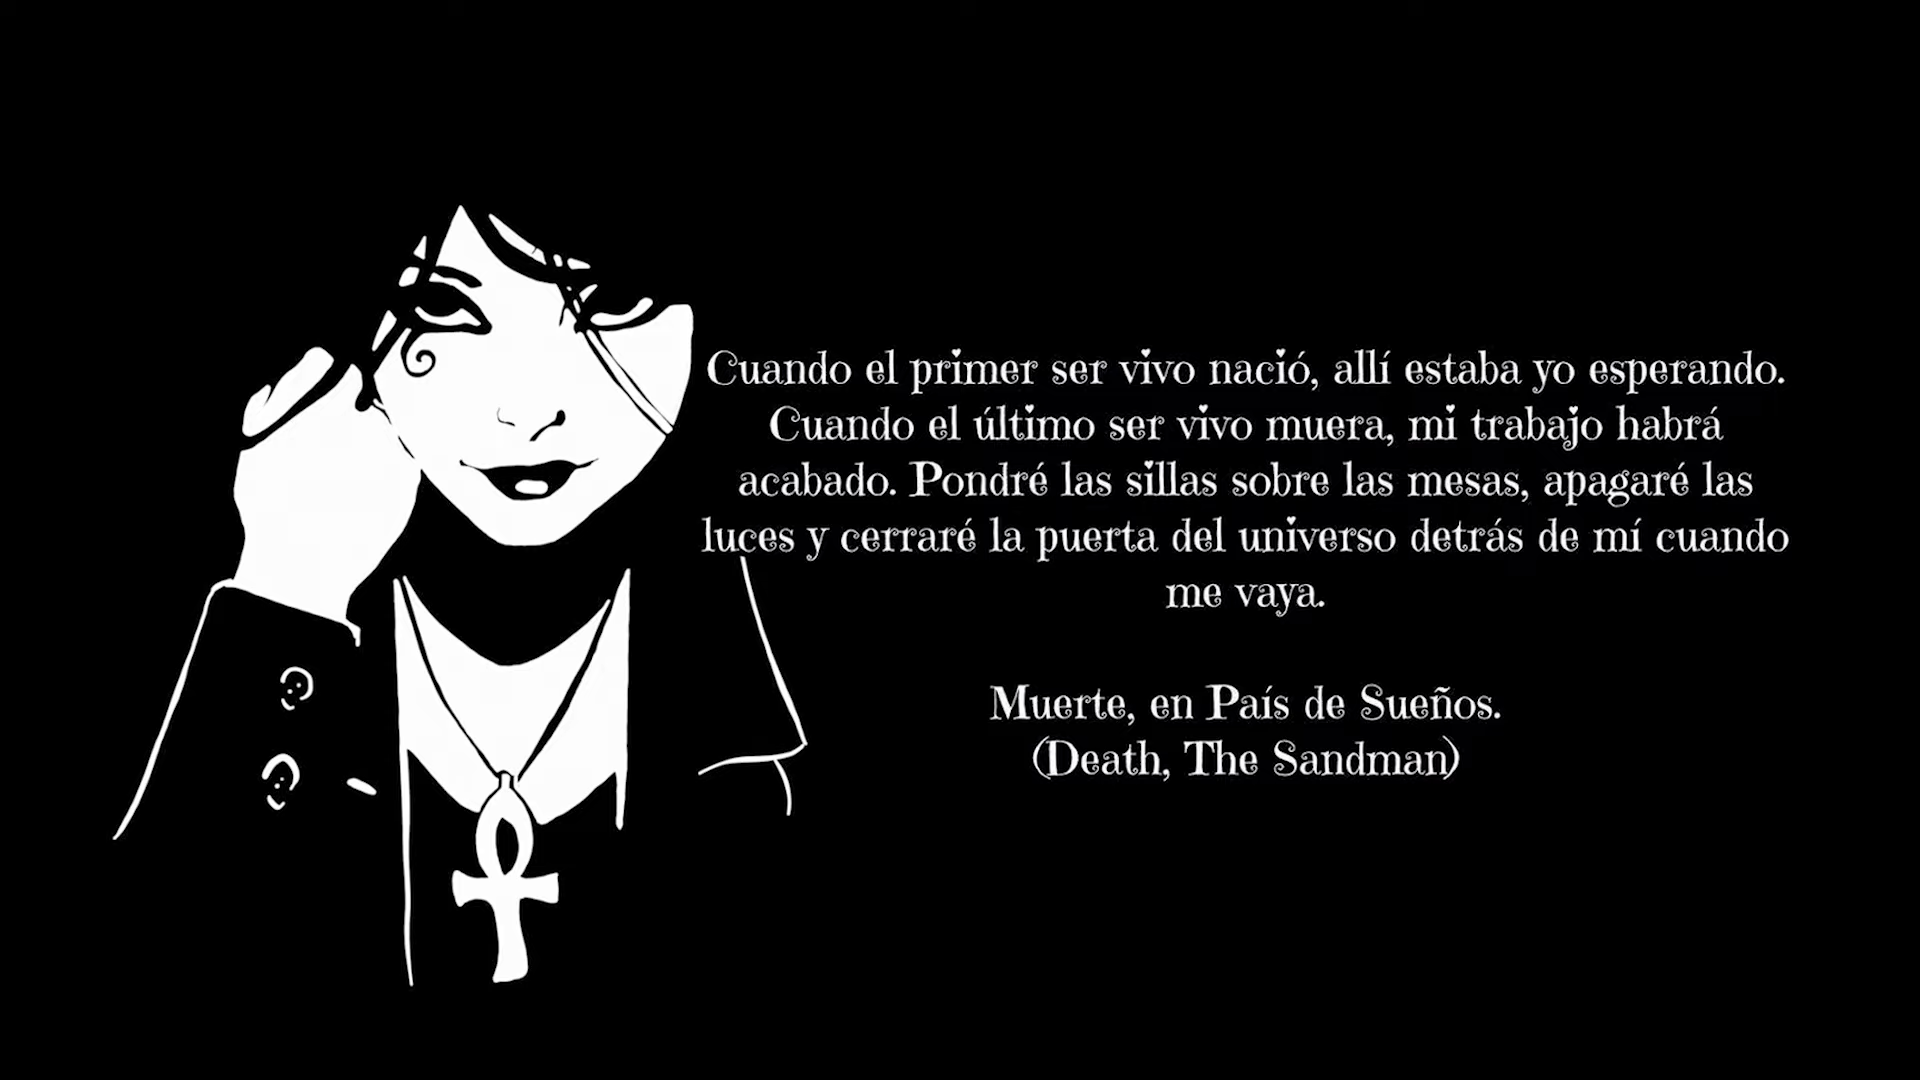 Cuando el primer ser vivo nació, allí estaba yo esperando.
Cuando el último ser vivo muera, mi trabajo habrá
acabado. Pondré las sillas sobre las mesas, apagaré las
luces y cerraré la puerta del universo detrás de mí cuando
me vaya.
Muerte, en País de Sueños.
(Death, The Sandman)